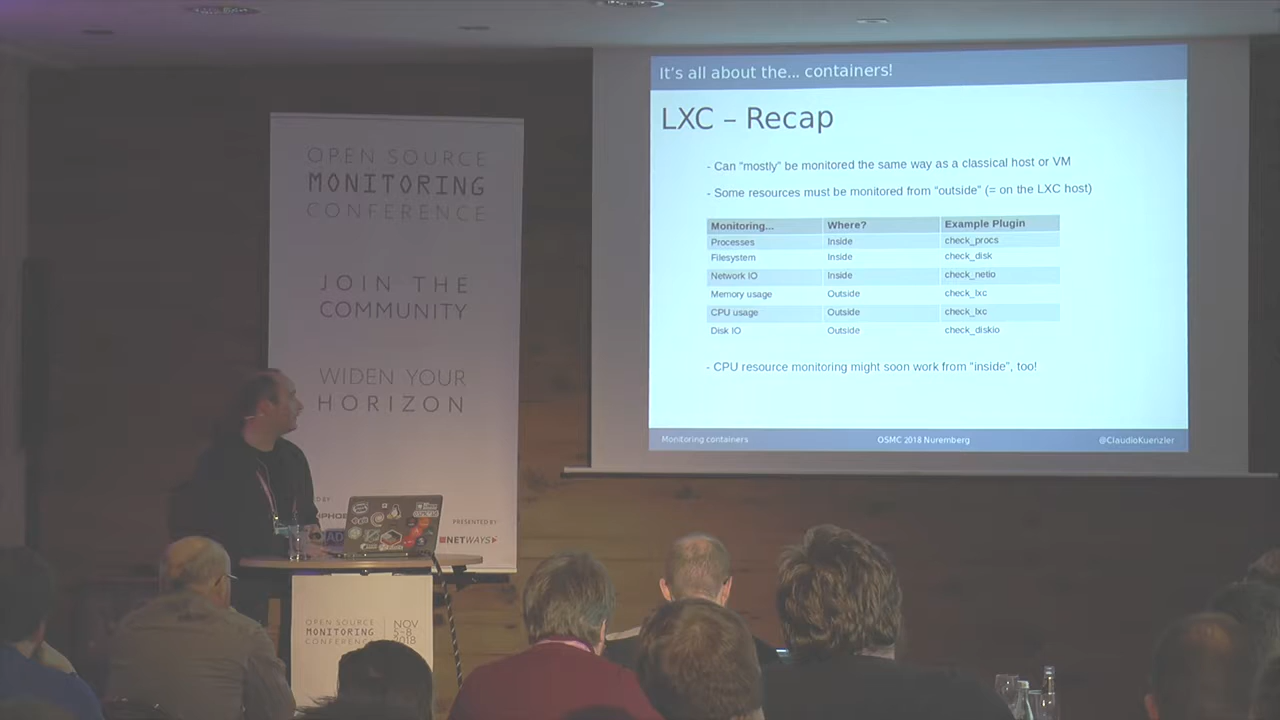 It's all about the... containers!
LXC – Recap
- Can "mostly" be monitored the same way as a classical host or VM
- Some resources must be monitored from "outside" (= on the LXC host)
Monitoring... Where? Example Plugin
Processes Inside check_procs
Filesystem Inside check_disk
Network IO Inside check_netio
Memory usage Outside check_lxc
CPU usage Outside check_lxc
Disk IO Outside check_diskio
- CPU resource monitoring might soon work from "inside", too!
Monitoring containers OSMC 2018 Nuremberg @ClaudioKuenzler
OPEN SOURCE
MONITORING
CONFERENCE
JOIN THE
COMMUNITY
WIDEN YOUR
HORIZON
PRESENTED BY
NETWAYS
OPEN SOURCE
MONITORING
CONFERENCE
NOV
5-8
2018